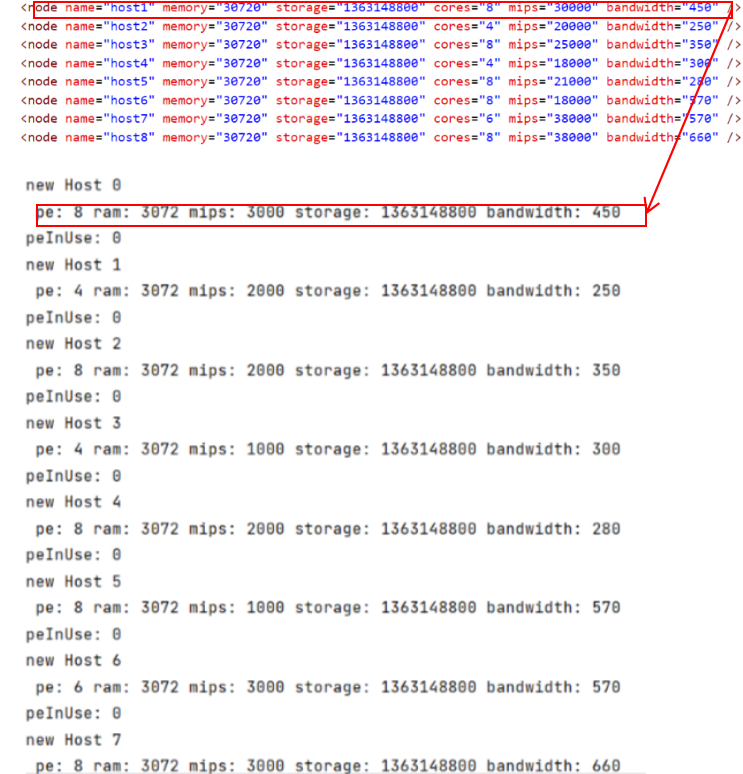 <node name="host1" memory="30720" storage="1363148800" cores="8" mips="30000" bandwidth="450" />
<node name="host2" memory="30720" storage="1363148800" cores="4" mips="20000" bandwidth="250" />
<node name="host3" memory="30720" storage="1363148800" cores="8" mips="25000" bandwidth="350" />
<node name="host4" memory="30720" storage="1363148800" cores="4" mips="18000" bandwidth="300" />
<node name="host5" memory="30720" storage="1363148800" cores="8" mips="21000" bandwidth="280" />
<node name="host6" memory="30720" storage="1363148800" cores="8" mips="18000" bandwidth="570" />
<node name="host7" memory="30720" storage="1363148800" cores="6" mips="38000" bandwidth="570" />
<node name="host8" memory="30720" storage="1363148800" cores="8" mips="38000" bandwidth="660" />
new Host 0
pe: 8 ram: 3072 mips: 3000 storage: 1363148800 bandwidth: 450
peInUse: 0
new Host 1
pe: 4 ram: 3072 mips: 2000 storage: 1363148800 bandwidth: 250
peInUse: 0
new Host 2
pe: 8 ram: 3072 mips: 2000 storage: 1363148800 bandwidth: 350
peInUse: 0
new Host 3
pe: 4 ram: 3072 mips: 1000 storage: 1363148800 bandwidth: 300
peInUse: 0
new Host 4
pe: 8 ram: 3072 mips: 2000 storage: 1363148800 bandwidth: 280
peInUse: 0
new Host 5
pe: 8 ram: 3072 mips: 1000 storage: 1363148800 bandwidth: 570
peInUse: 0
new Host 6
pe: 6 ram: 3072 mips: 3000 storage: 1363148800 bandwidth: 570
peInUse: 0
new Host 7
pe: 8 ram: 3072 mips: 3000 storage: 1363148800 bandwidth: 660